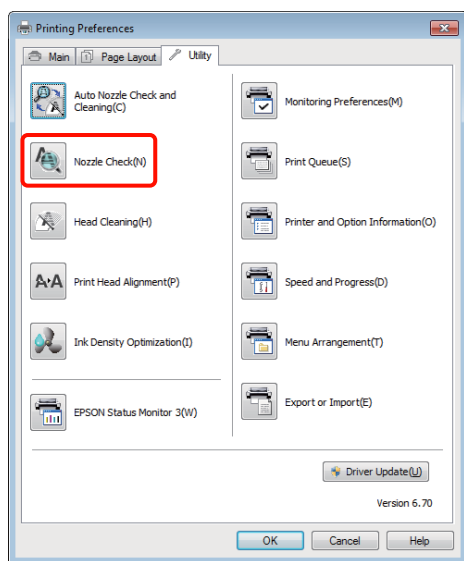 Printing Preferences
Main
Page Layout
Utility
Auto Nozzle Check and
Cleaning(C)
Nozzle Check(N)
Head Cleaning(H)
Print Head Alignment(P)
Ink Density Optimization(I)
EPSON Status Monitor 3(W)
Monitoring Preferences(M)
Print Queue(S)
Printer and Option Information(O)
Speed and Progress(D)
Menu Arrangement(T)
Export or Import(E)
Driver Update(U)
Version 6.70
OK
Cancel
Help